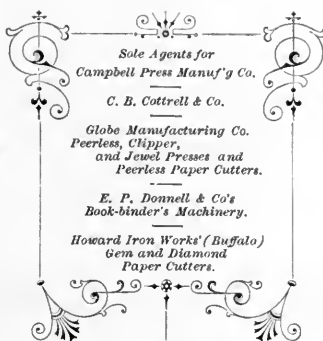 Sole Agents for
Campbell Press Manuf'g Co.
C. B. Cottrell & Co.
Globe Manufacturing Co.
Peerless, Clipper,
and Jewel Presses and
Peerless Paper Cutters.
E. P. Donnell & Co's
Book-binder's Machinery.
Howard Iron Works' (Buffalo)
Gem and Diamond
Paper Cutters.